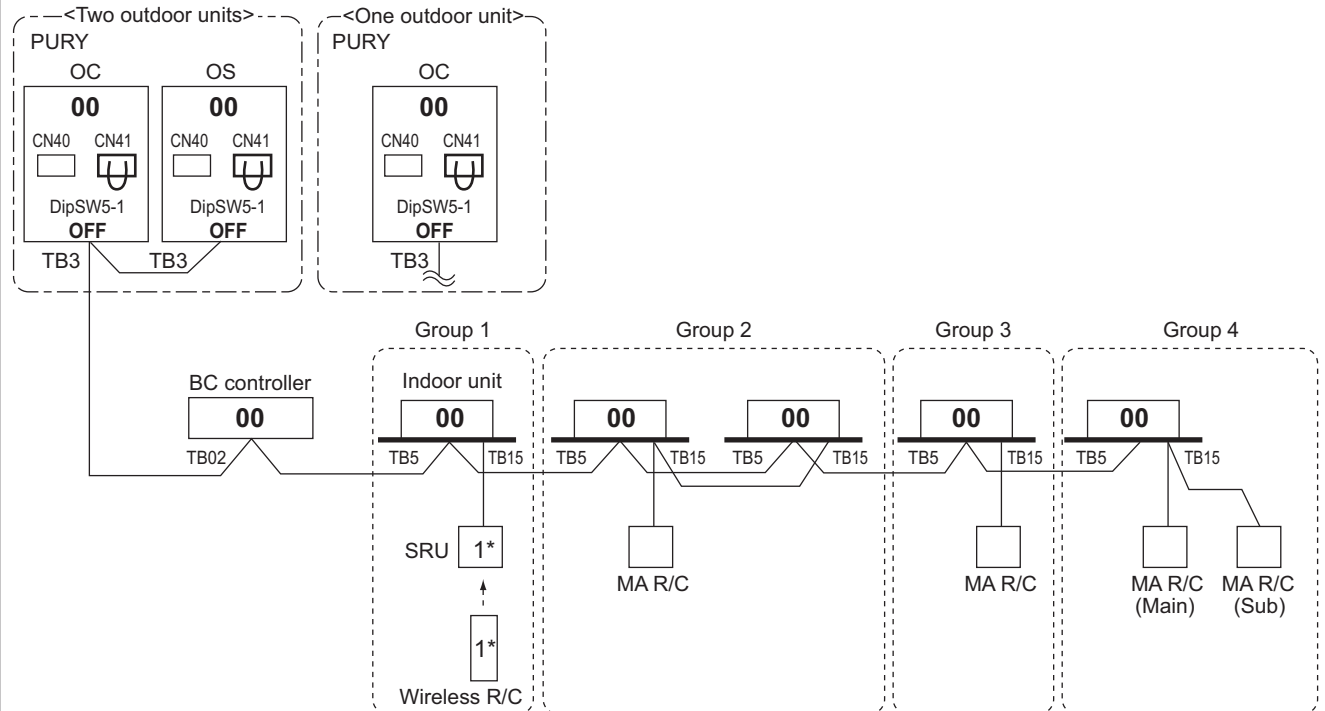 <Two outdoor units>
<One outdoor unit>
PURY
PURY
OC
OS
OC
00
00
00
CN40
CN41
CN40
CN41
CN40
CN41
DipSW5-1
DipSW5-1
DipSW5-1
OFF
OFF
OFF
TB3
TB3
TB3
Group 1
Group 2
Group 3
Group 4
BC controller
Indoor unit
00
00
00
00
00
00
TB02
TB5
TB15
TB5
TB15
TB5
TB15
TB5
TB15
TB5
TB15
SRU
1*
MA R/C
MA R/C
MA R/C
(Main)
MA R/C
(Sub)
1*
Wireless R/C